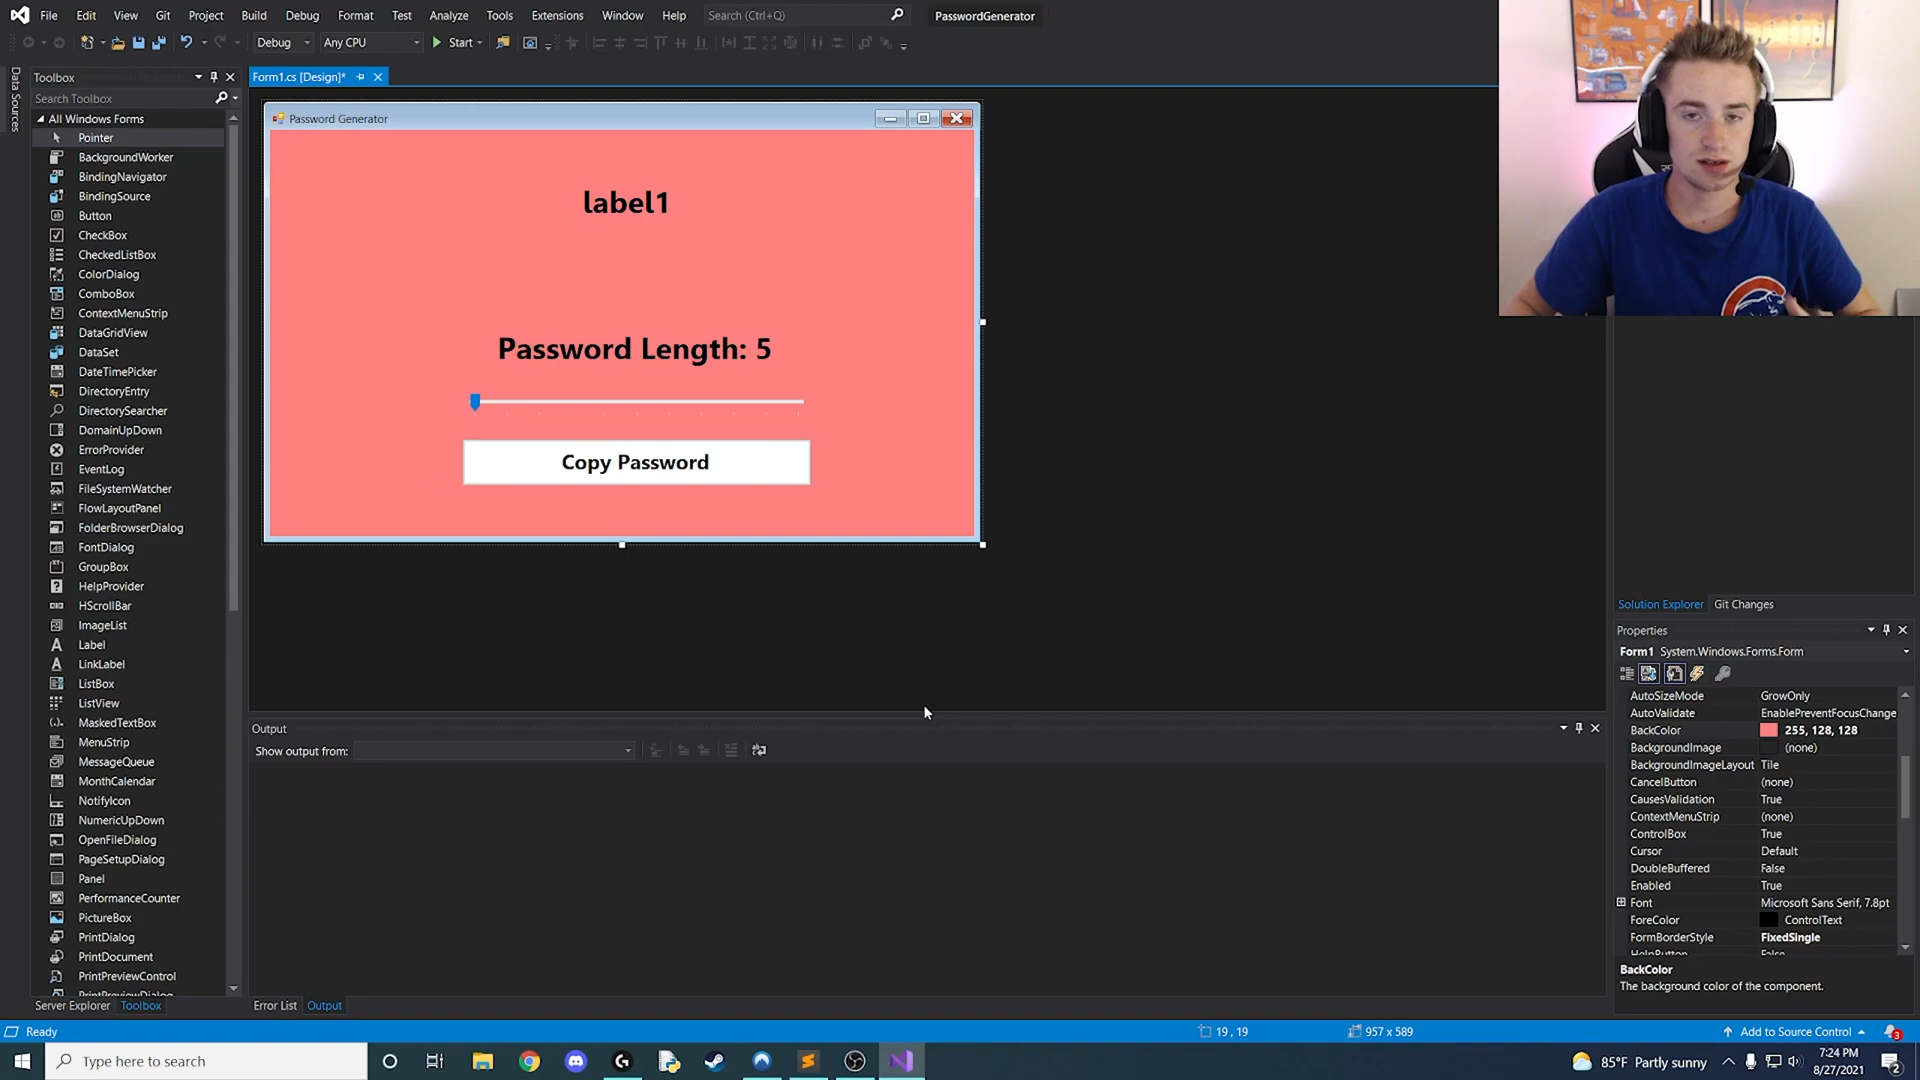 File Edit View Git Project Build Debug Format Test Analyze Tools Extensions Window Help Search (Ctrl+Q) PasswordGenerator
Debug Any CPU Start
Data Sources
Toolbox
Search Toolbox
All Windows Forms
Pointer
BackgroundWorker
BindingNavigator
BindingSource
Button
CheckBox
CheckedListBox
ColorDialog
ComboBox
ContextMenuStrip
DataGridView
DataSet
DateTimePicker
DirectoryEntry
DirectorySearcher
DomainUpDown
ErrorProvider
EventLog
FileSystemWatcher
FlowLayoutPanel
FolderBrowserDialog
FontDialog
GroupBox
HelpProvider
HScrollBar
ImageList
Label
LinkLabel
ListBox
ListView
MaskedTextBox
MenuStrip
MessageQueue
MonthCalendar
NotifyIcon
NumericUpDown
OpenFileDialog
PageSetupDialog
Panel
PerformanceCounter
PictureBox
PrintDialog
PrintDocument
PrintPreviewControl
PrintPreviewDialog
Server Explorer Toolbox
Form1.cs [Design]*
Password Generator
label1
Password Length: 5
Copy Password
Output
Show output from:
Error List Output
Solution Explorer Git Changes
Properties
Form1 System.Windows.Forms.Form
AutoSizeMode GrowOnly
AutoValidate EnablePreventFocusChange
BackColor 255, 128, 128
BackgroundImage (none)
BackgroundImageLayout Tile
CancelButton (none)
CausesValidation True
ContextMenuStrip (none)
ControlBox True
Cursor Default
DoubleBuffered False
Enabled True
Font Microsoft Sans Serif, 7.8pt
ForeColor ControlText
FormBorderStyle FixedSingle
HelpButton False
BackColor
The background color of the component.
Ready 19 , 19 957 x 589 Add to Source Control 3
Type here to search 85°F Partly sunny 7:24 PM
8/27/2021 2